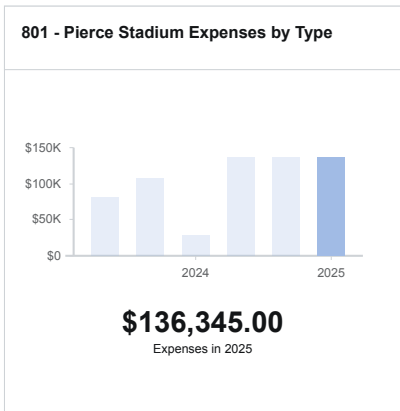 801 - Pierce Stadium Expenses by Type
$150K
$100K
$50K
$0
2024
2025
$136,345.00
Expenses in 2025